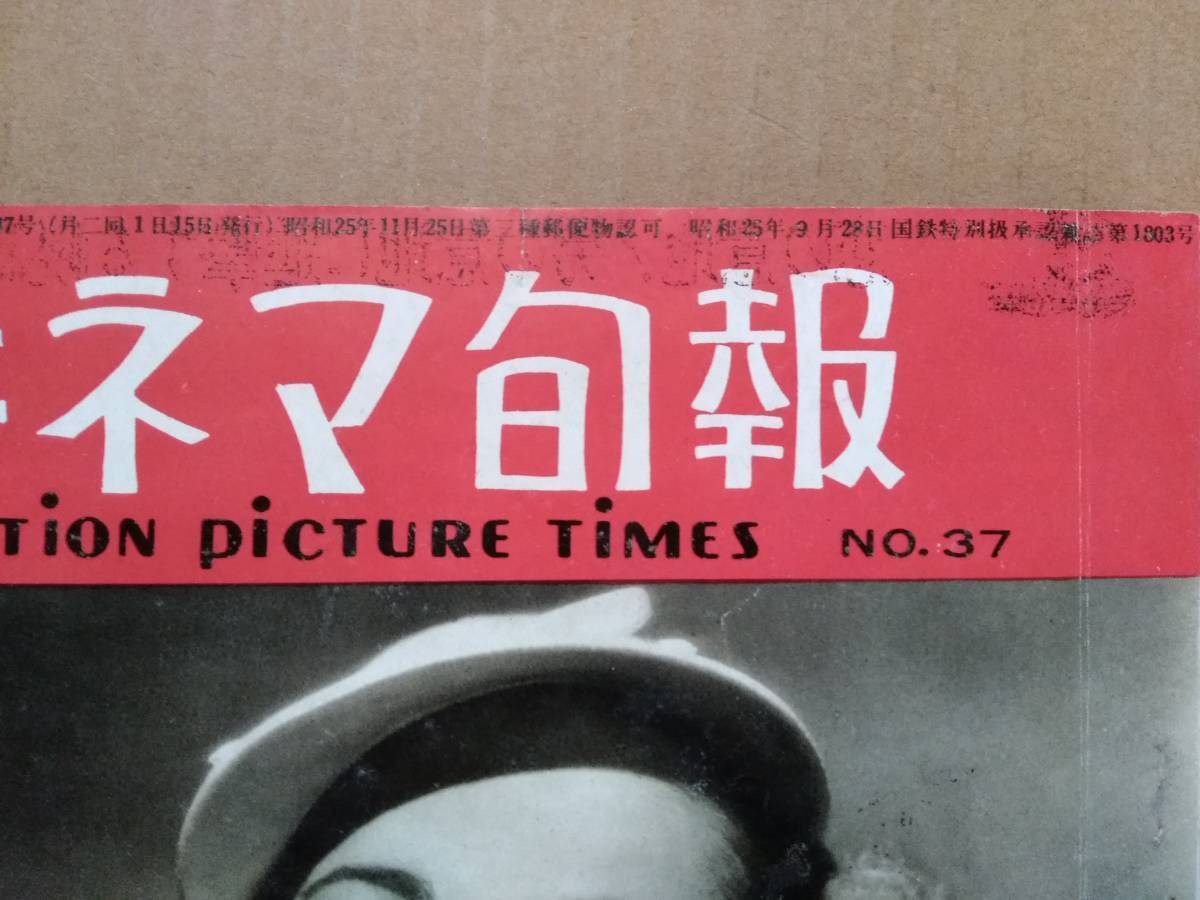 37号(月二回1日15日発行)昭和25年11月25日第三種郵便物認可 昭和25年9月28日国鉄特別扱承認雑誌第1803号
キネマ旬報
TION PICTURE TIMES NO.37